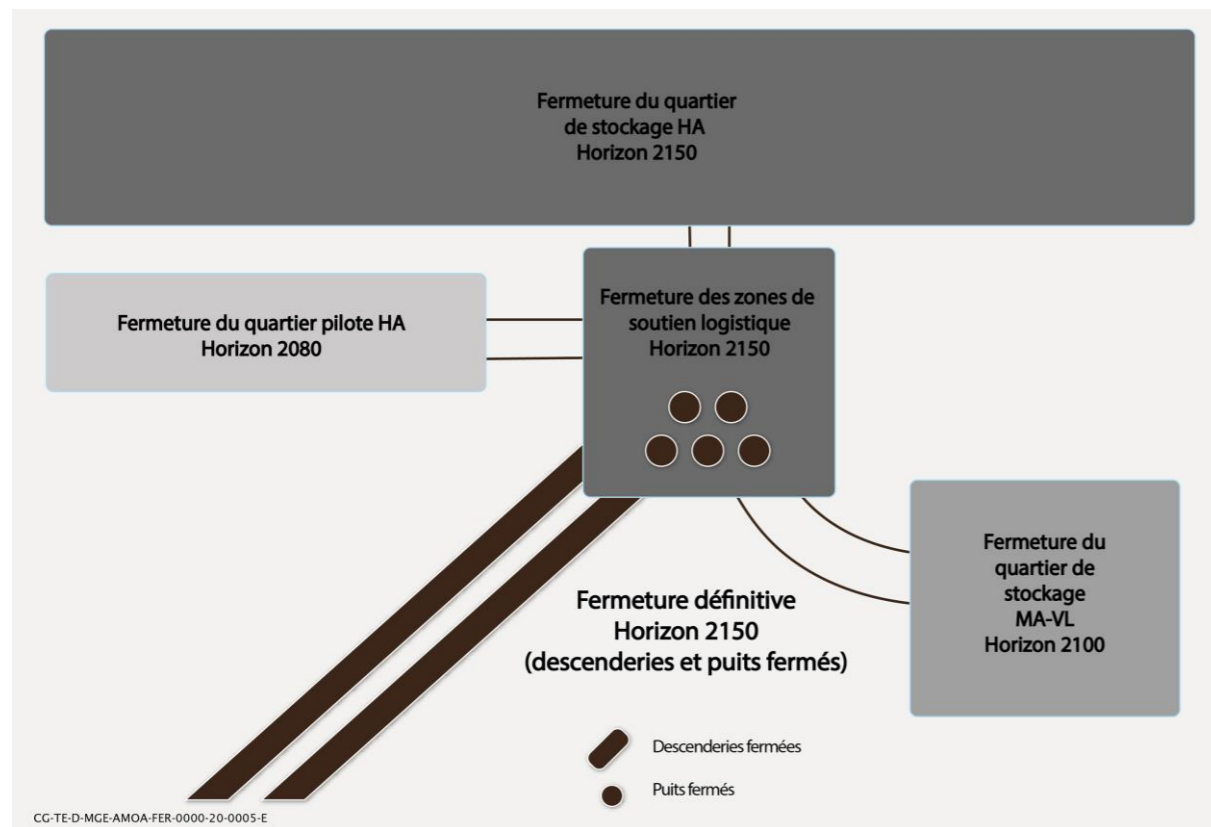 Fermeture du quartier
de stockage HA
Horizon 2150
Fermeture du quartier pilote HA
Horizon 2080
Fermeture des zones de
soutien logistique
Horizon 2150
Fermeture du
quartier de
stockage
MA-VL
Horizon 2100
Fermeture définitive
Horizon 2150
(descenderies et puits fermés)
Descenderies fermées
Puits fermés
CG-TE-D-MGE-AMOA-FER-0000-20-0005-E